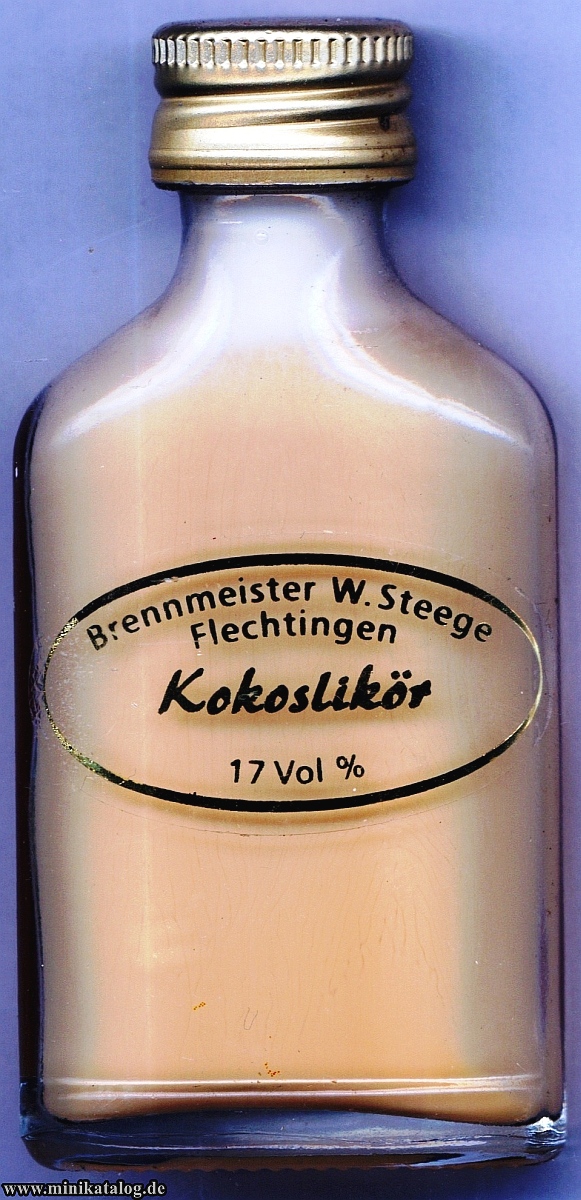 Brennmeister W. Steege
Flechtingen
Kokoslikör
17 Vol %
www.minikatalog.de